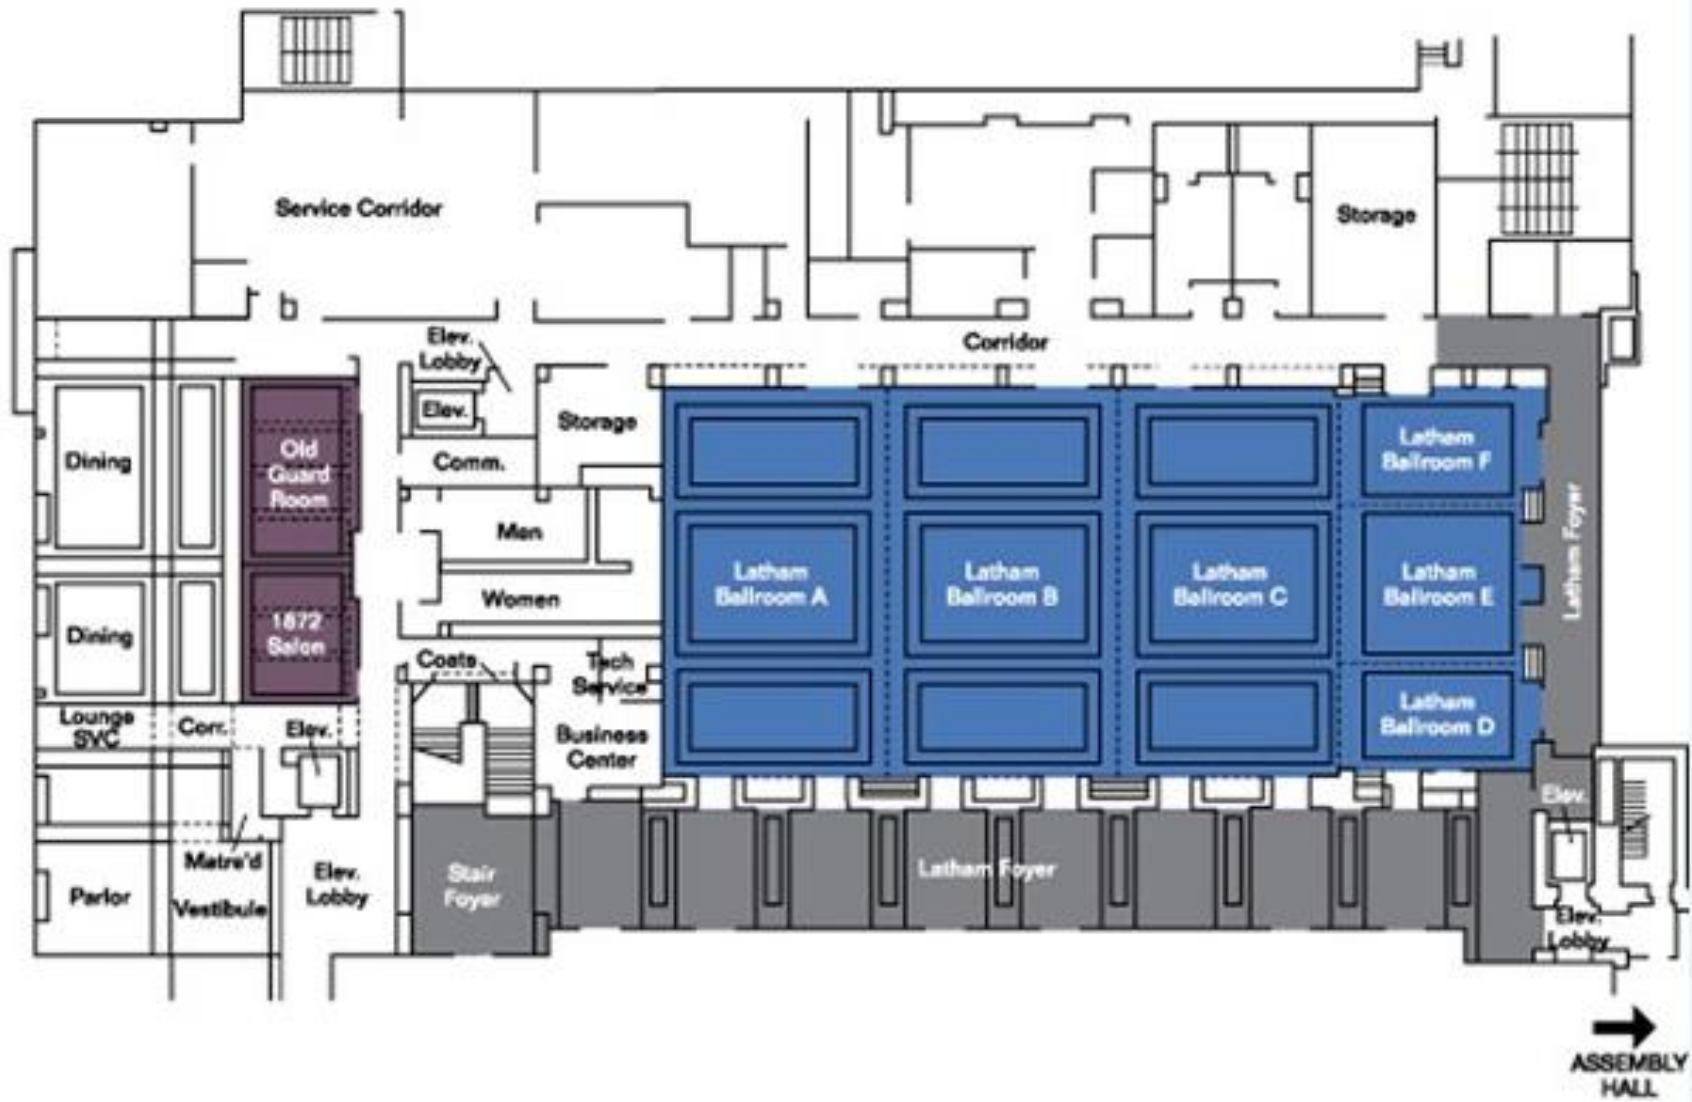 Service Corridor
Storage
Elev.
Lobby
Corridor
Elev.
Storage
Comm.
Dining
Old
Guard
Room
Men
Women
Latham
Ballroom A
Latham
Ballroom B
Latham
Ballroom C
Latham
Ballroom F
Latham
Ballroom E
Latham
Ballroom D
Latham Foyer
Dining
1872
Salon
Coats
Tech
Service
Business
Center
Lounge
SVC
Corr.
Elev.
Matre'd
Vestibule
Parlor
Elev.
Lobby
Stair
Foyer
Latham Foyer
Elev.
Elev.
Lobby
ASSEMBLY
HALL